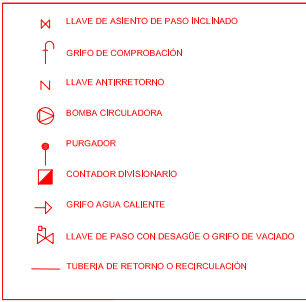 LLAVE DE ASIENTO DE PASO INCLINADO
GRIFO DE COMPROBACIÓN
LLAVE ANTIRRETORNO
BOMBA CIRCULADORA
PURGADOR
CONTADOR DIVISIONARIO
GRIFO AGUA CALIENTE
LLAVE DE PASO CON DESAGÜE O GRIFO DE VACIADO
TUBERIA DE RETORNO O RECIRCULACIÓN